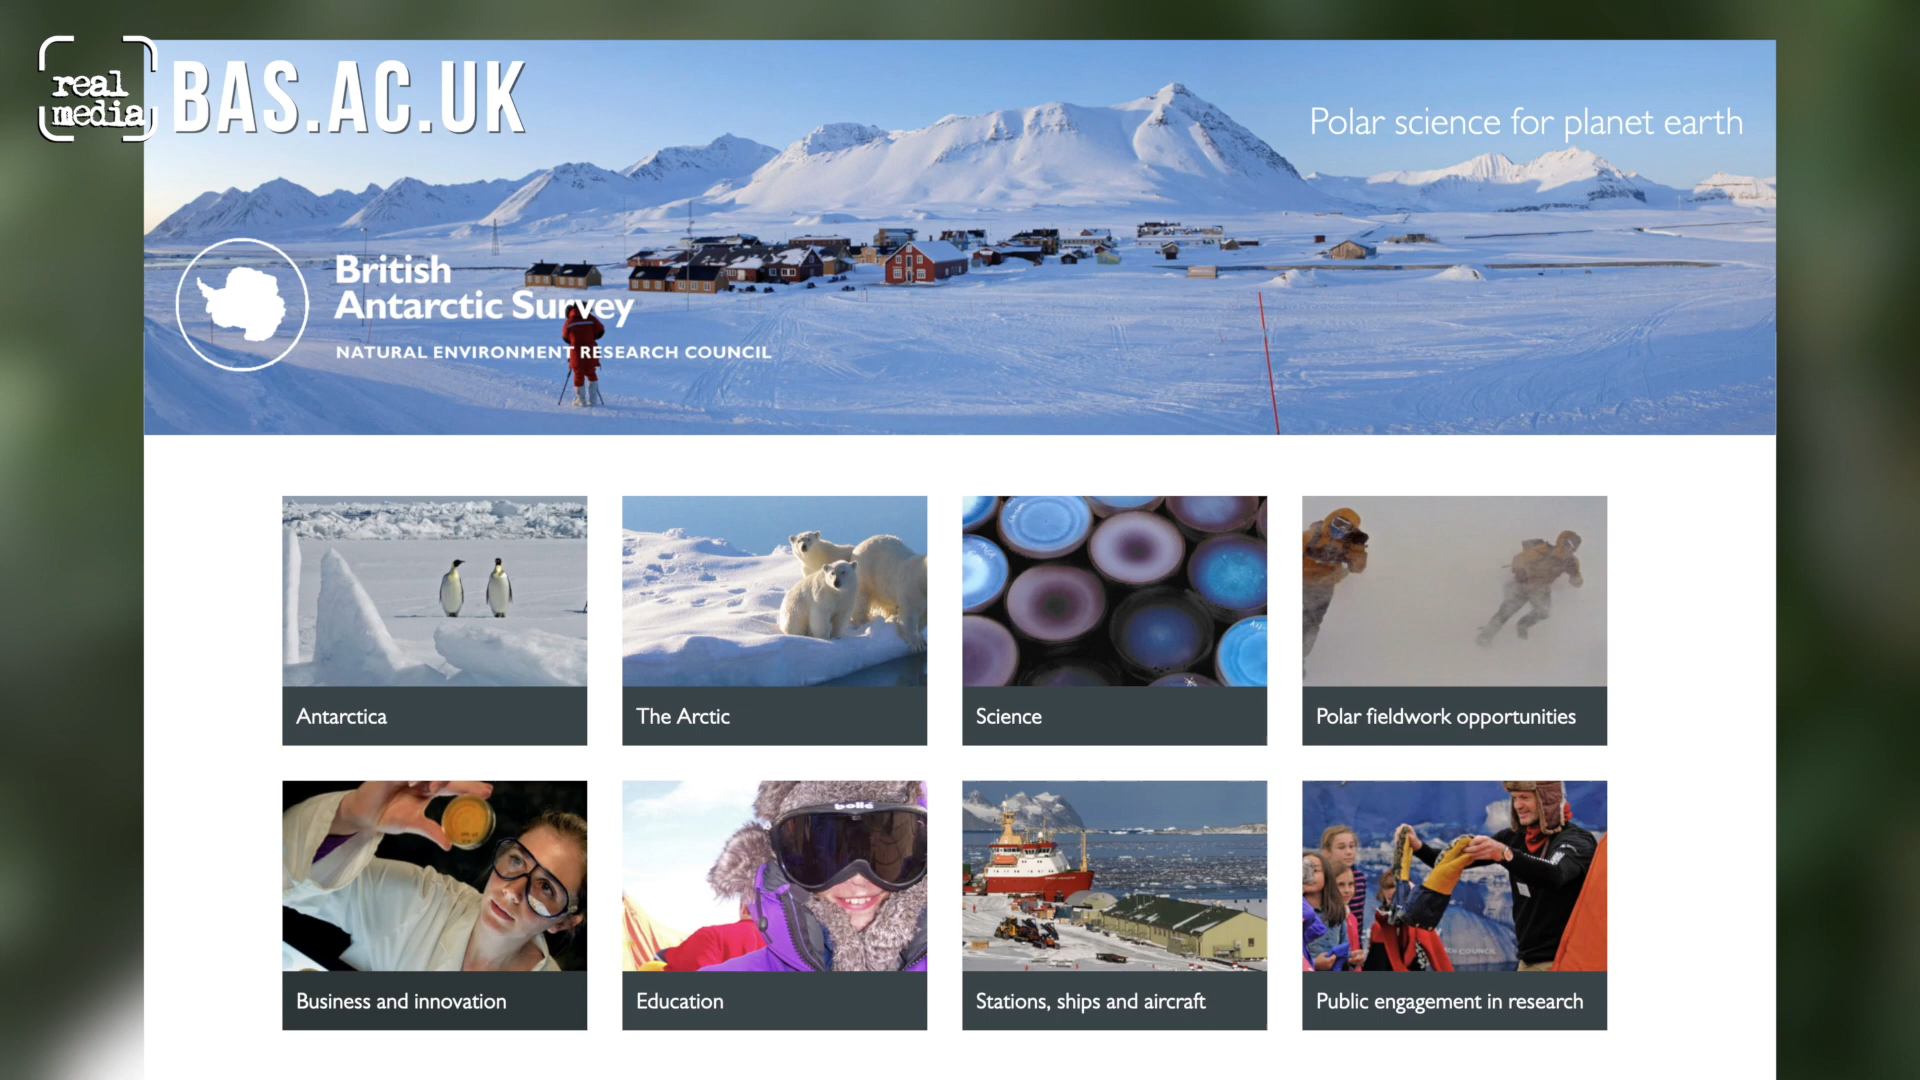 real
media
BAS.AC.UK
Polar science for planet earth
British
Antarctic Survey
NATURAL ENVIRONMENT RESEARCH COUNCIL
Antarctica
The Arctic
Science
Polar fieldwork opportunities
bollé
Business and innovation
Education
Stations, ships and aircraft
Public engagement in research